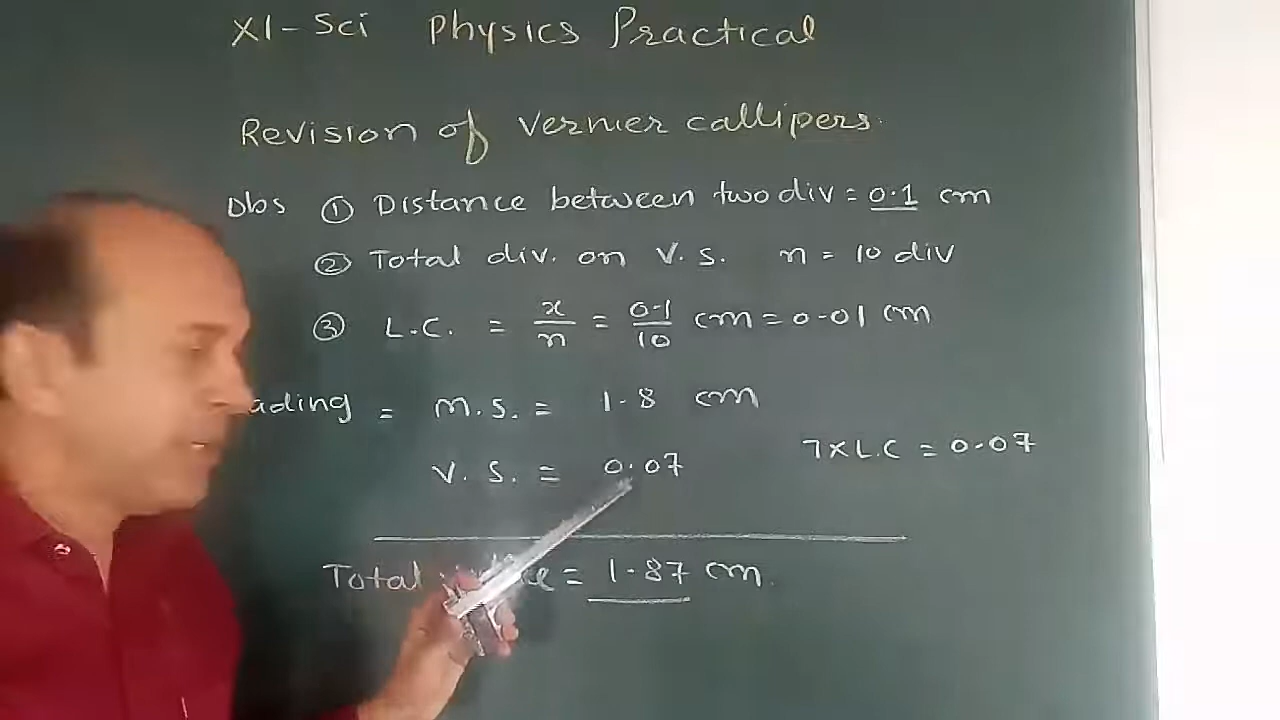 XI-Sci Physics Practical
Revision of Vernier callipers.
Obs ① Distance between two div = 0.1 cm
② Total div. on V.S. n = 10 div
③ L.C. = x/n = 0.1/10 cm = 0.01 cm
= M.S. = 1.8 cm
7 x L.C = 0.07
V.S. = 0.07
Total = 1.87 cm.